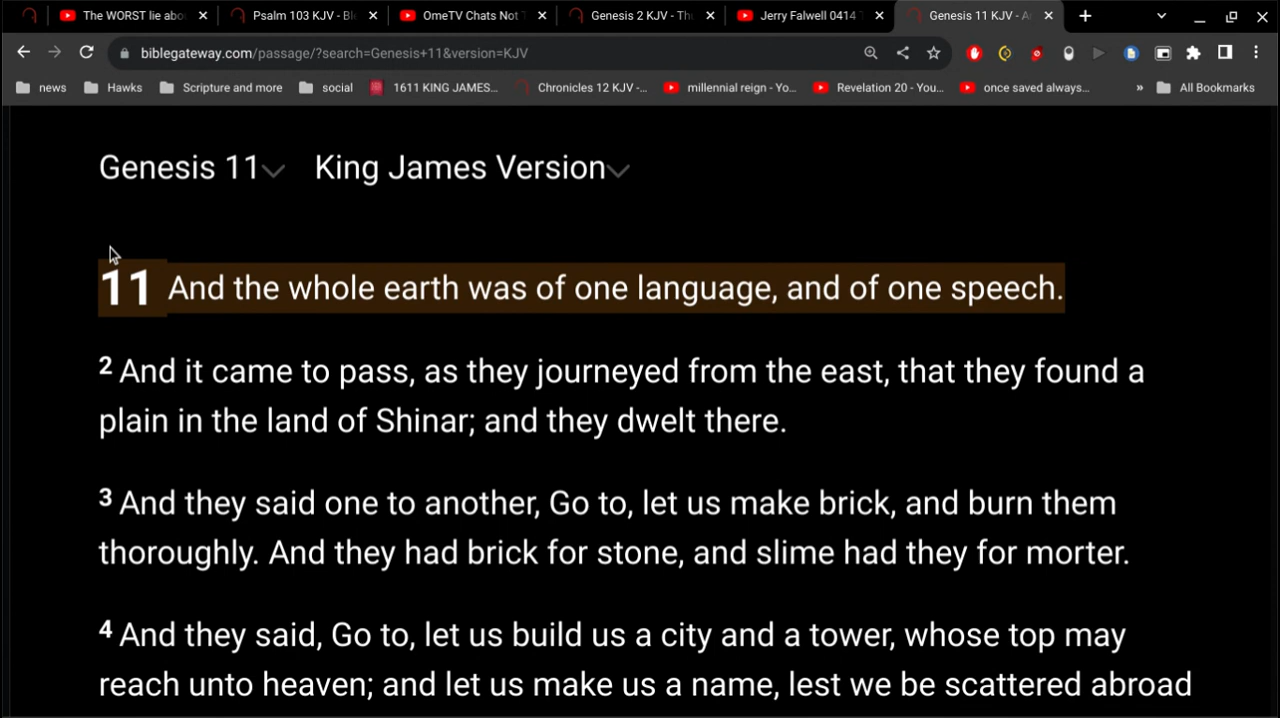 The WORST lie abo
Psalm 103 KJV - Bl
OmeTV Chats Not T
Genesis 2 KJV - Th
Jerry Falwell 0414 T
Genesis 11 KJV - A
biblegateway.com/passage/?search=Genesis+11&version=KJV
news Hawks Scripture and more social 1611 KING JAMES... Chronicles 12 KJV -... millennial reign - Yo... Revelation 20 - You... once saved always... » All Bookmarks
Genesis 11 King James Version
11 And the whole earth was of one language, and of one speech.
2 And it came to pass, as they journeyed from the east, that they found a
plain in the land of Shinar; and they dwelt there.
3 And they said one to another, Go to, let us make brick, and burn them
thoroughly. And they had brick for stone, and slime had they for morter.
4 And they said, Go to, let us build us a city and a tower, whose top may
reach unto heaven; and let us make us a name, lest we be scattered abroad